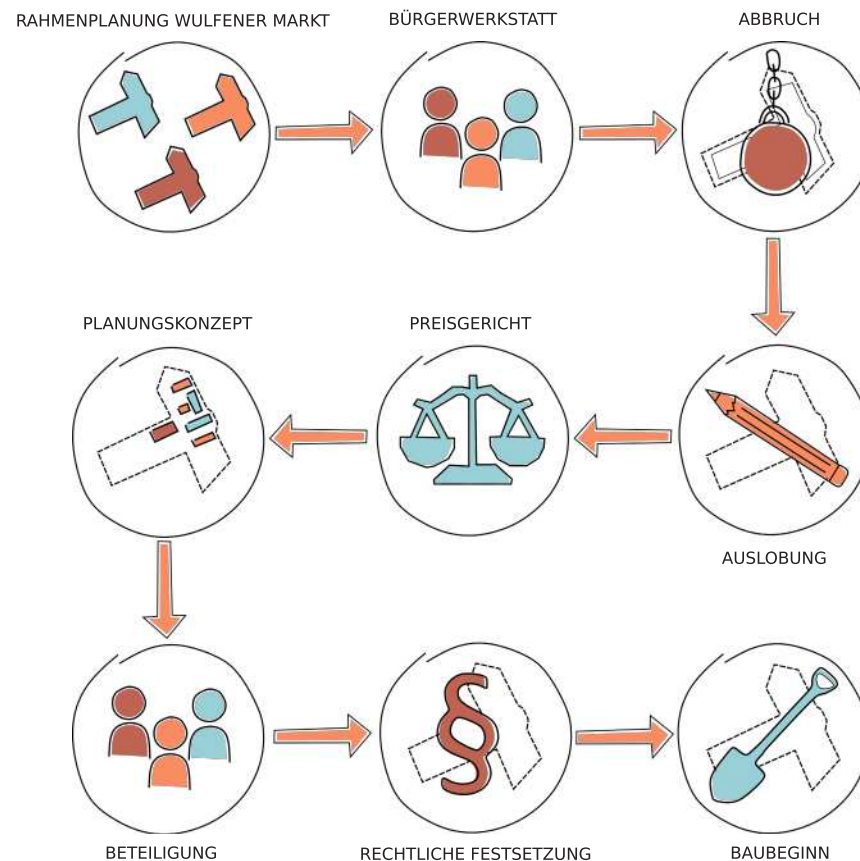 RAHMENPLANUNG WULFENER MARKT
BÜRGERWERKSTATT
ABBRUCH
PLANUNGSKONZEPT
PREISGERICHT
AUSLOBUNG
BETEILIGUNG
RECHTLICHE FESTSETZUNG
BAUBEGINN